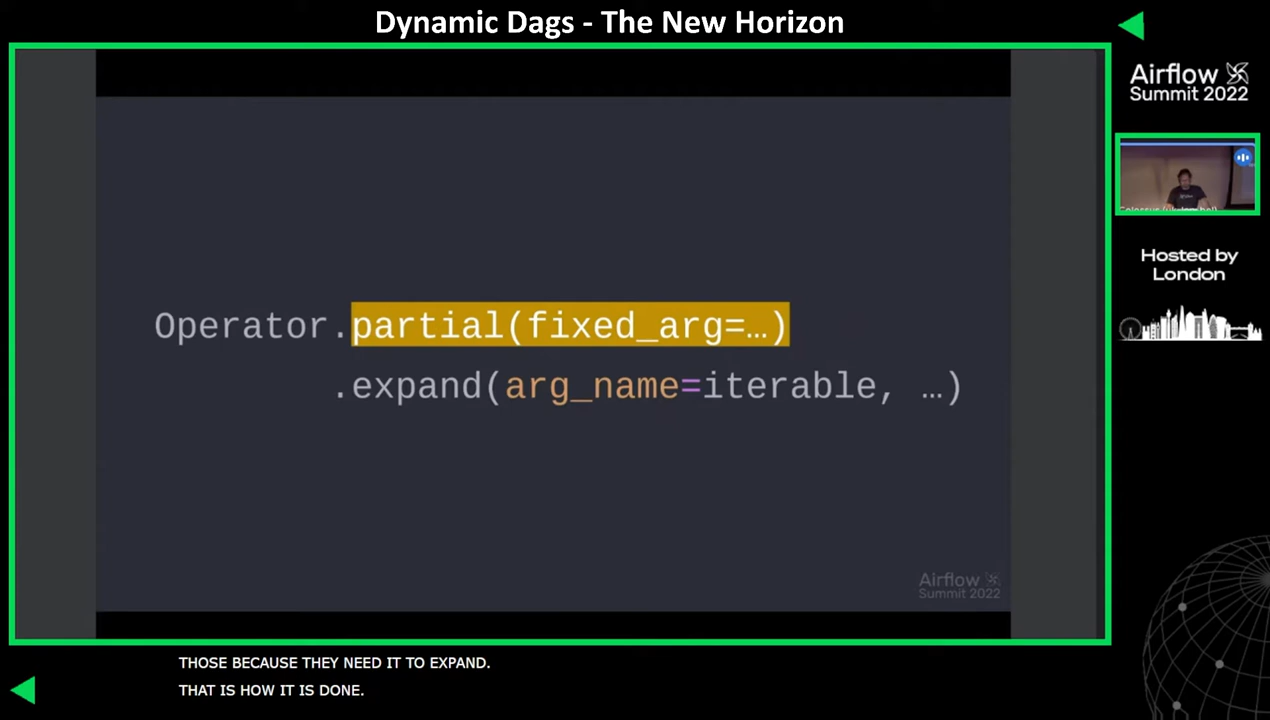 Dynamic Dags - The New Horizon
Airflow
Summit 2022
Operator.partial(fixed_arg=…)
.expand(arg_name=iterable, …)
Airflow
Summit 2022
Hosted by
London
THOSE BECAUSE THEY NEED IT TO EXPAND.
THAT IS HOW IT IS DONE.